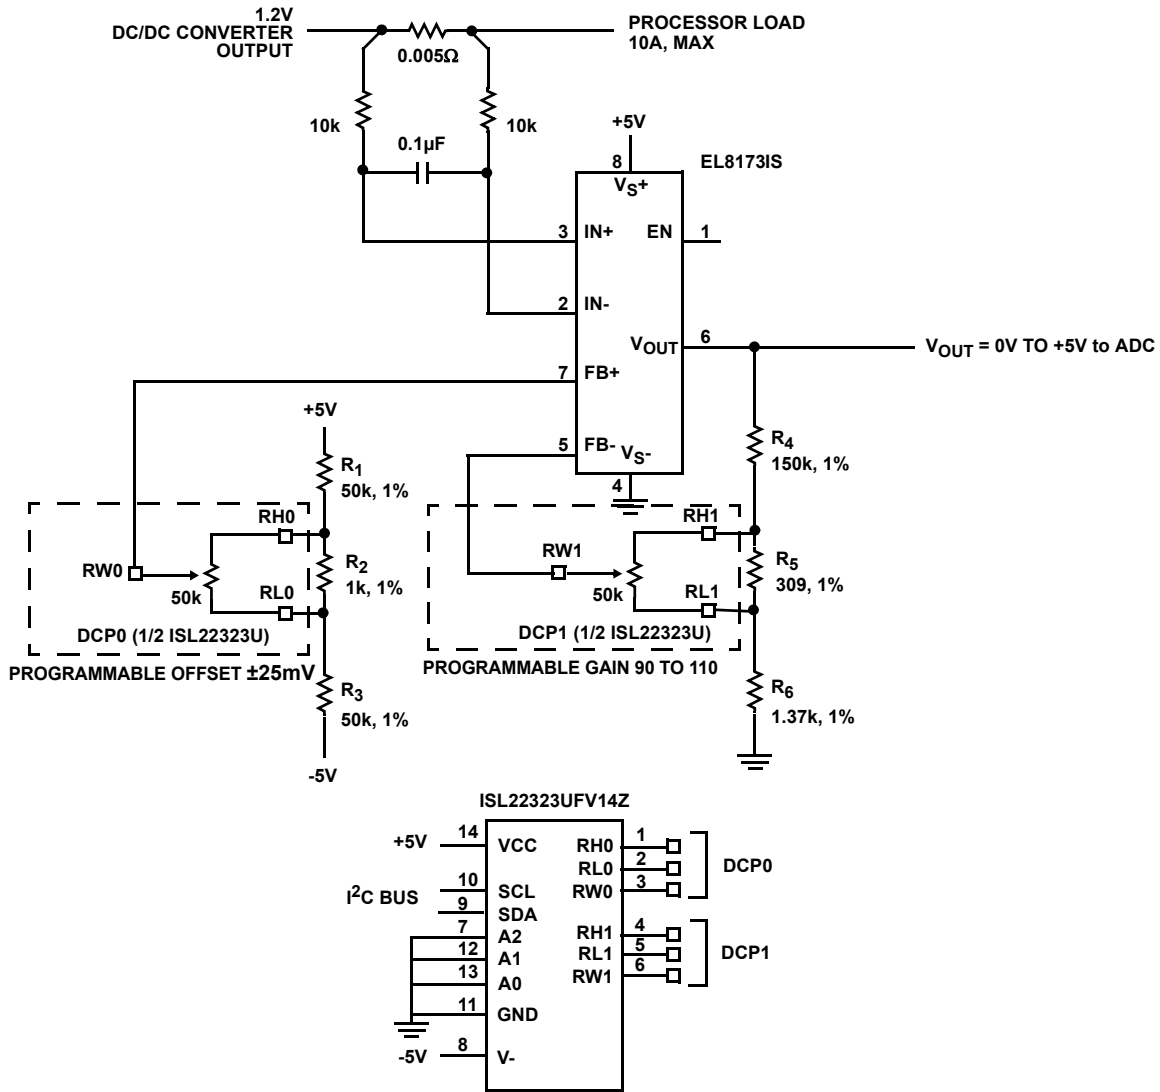 1.2V
DC/DC CONVERTER
OUTPUT
PROCESSOR LOAD
10A, MAX
0.005Ω
10k
10k
0.1µF
+5V
8
EL8173IS
VS+
3
IN+
EN
1
2
IN-
VOUT
6
VOUT = 0V TO +5V to ADC
7
FB+
+5V
5
FB-
VS-
4
R4
150k, 1%
R1
50k, 1%
RH0
RH1
RW0
50k
R2
1k, 1%
RL0
RW1
50k
R5
309, 1%
RL1
DCP0 (1/2 ISL22323U)
DCP1 (1/2 ISL22323U)
PROGRAMMABLE OFFSET ±25mV
PROGRAMMABLE GAIN 90 TO 110
R3
50k, 1%
R6
1.37k, 1%
-5V
ISL22323UFV14Z
+5V
14
VCC
RH0
1
RL0
2
DCP0
I2C BUS
10
SCL
RW0
3
9
SDA
7
A2
RH1
4
12
A1
RL1
5
DCP1
13
A0
RW1
6
11
GND
-5V
8
V-